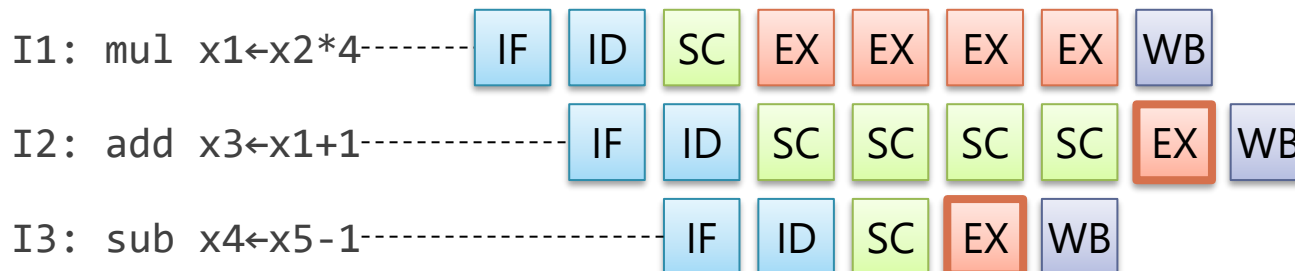 I1: mul x1←x2*4 IF ID SC EX EX EX EX WB
I2: add x3←x1+1 IF ID SC SC SC SC EX WB
I3: sub x4←x5-1 IF ID SC EX WB